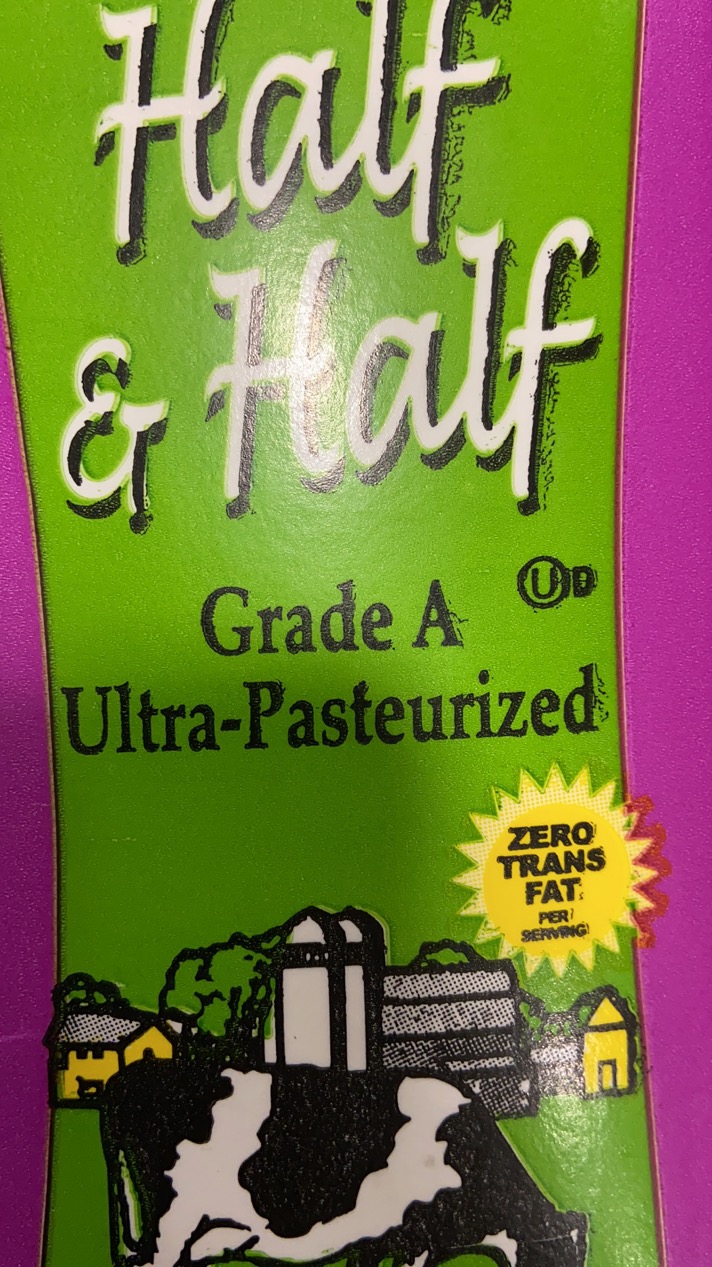 Half
& Half
Ⓤ D
Grade A
Ultra-Pasteurized
ZERO
TRANS
FAT
PER
SERVING